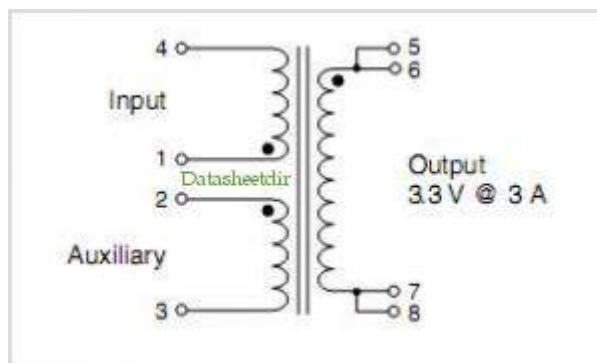 4
5
6
Input
1
Datasheetdir
Output
3.3 V @ 3 A
2
Auxiliary
7
3
8